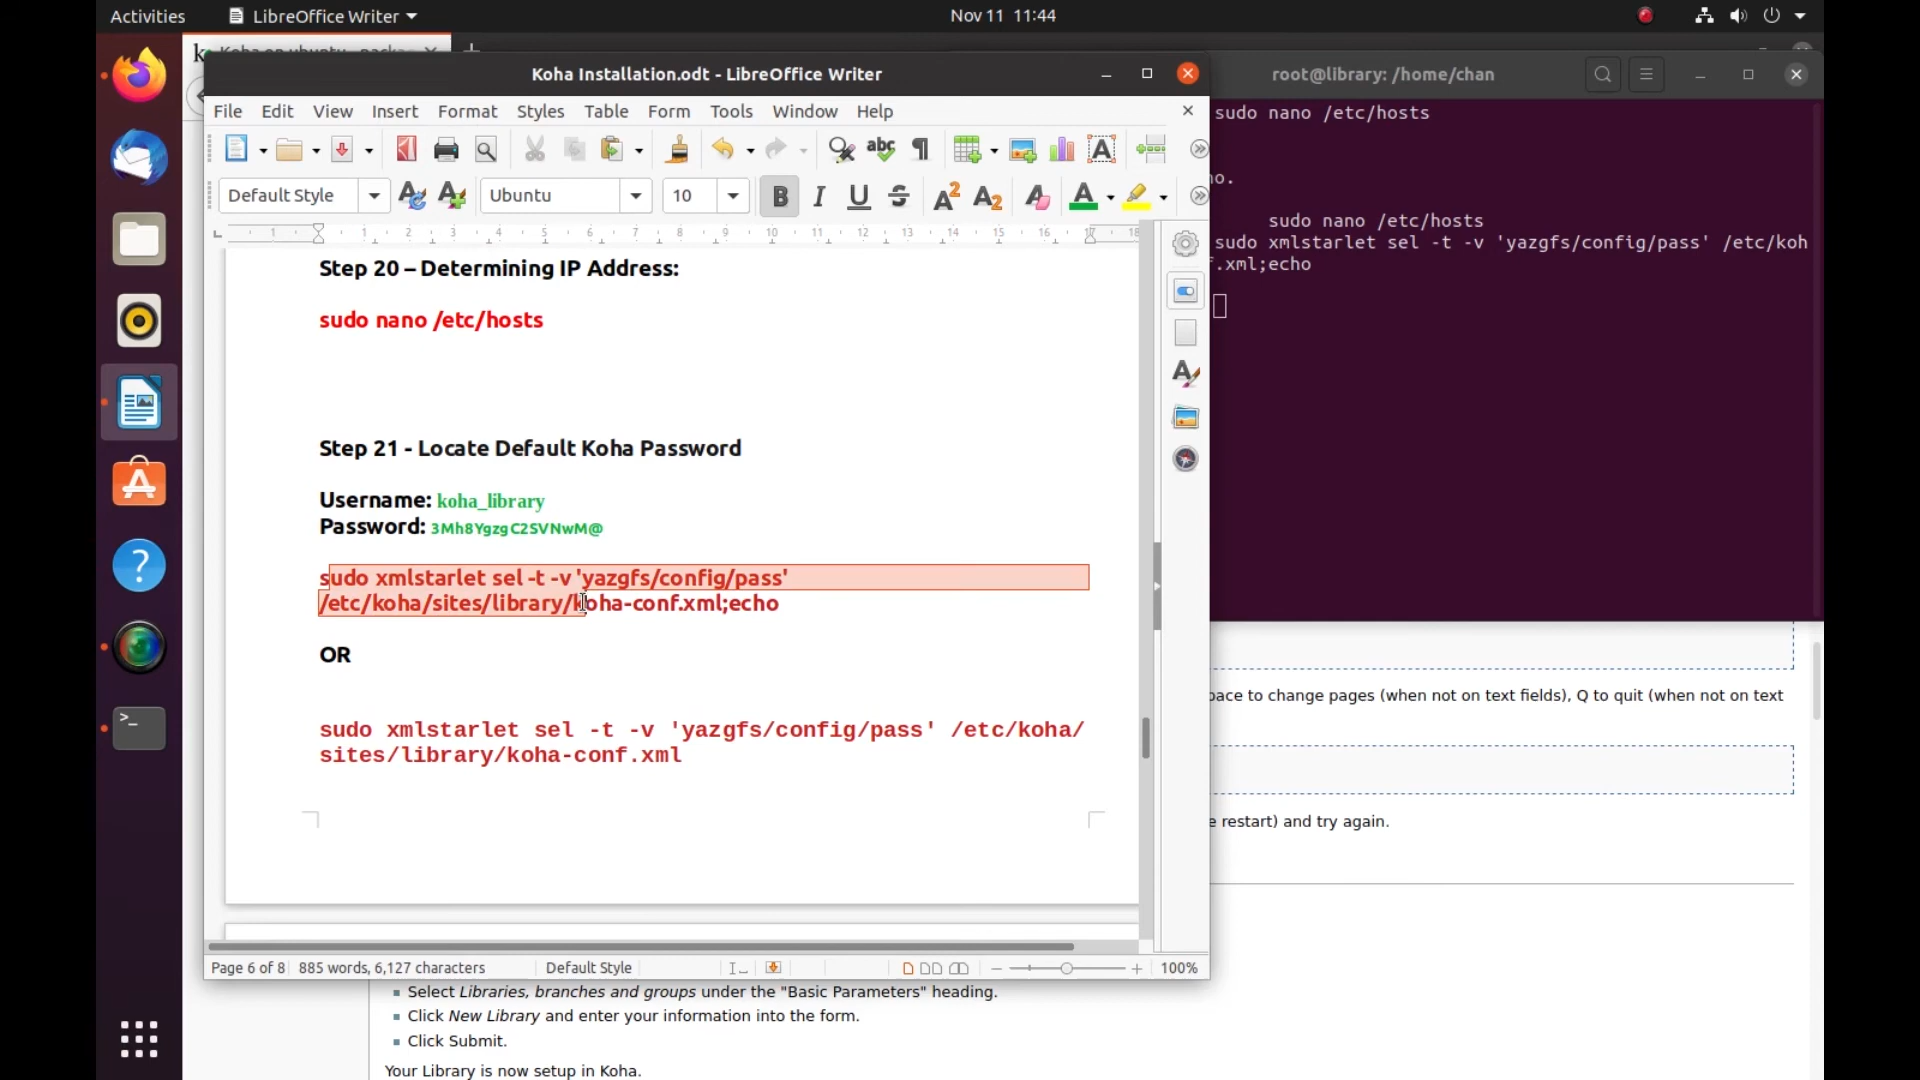 Activities
LibreOffice Writer
Nov 11 11:44
Koha Installation.odt - LibreOffice Writer
root@library: /home/chan
File Edit View Insert Format Styles Table Form Tools Window Help
Default Style
Ubuntu
10
Step 20 – Determining IP Address:
sudo nano /etc/hosts
Step 21 - Locate Default Koha Password
Username: koha_library
Password: 3Mh8YgzgC2SVNwM@
sudo xmlstarlet sel -t -v 'yazgfs/config/pass'
/etc/koha/sites/library/koha-conf.xml;echo
OR
sudo xmlstarlet sel -t -v 'yazgfs/config/pass' /etc/koha/
sites/library/koha-conf.xml
Page 6 of 8
885 words, 6,127 characters
Default Style
100%
sudo nano /etc/hosts
sudo nano /etc/hosts
sudo xmlstarlet sel -t -v 'yazgfs/config/pass' /etc/koh
.xml;echo
to change pages (when not on text fields), Q to quit (when not on text
restart) and try again.
Select Libraries, branches and groups under the "Basic Parameters" heading.
Click New Library and enter your information into the form.
Click Submit.
Your Library is now setup in Koha.